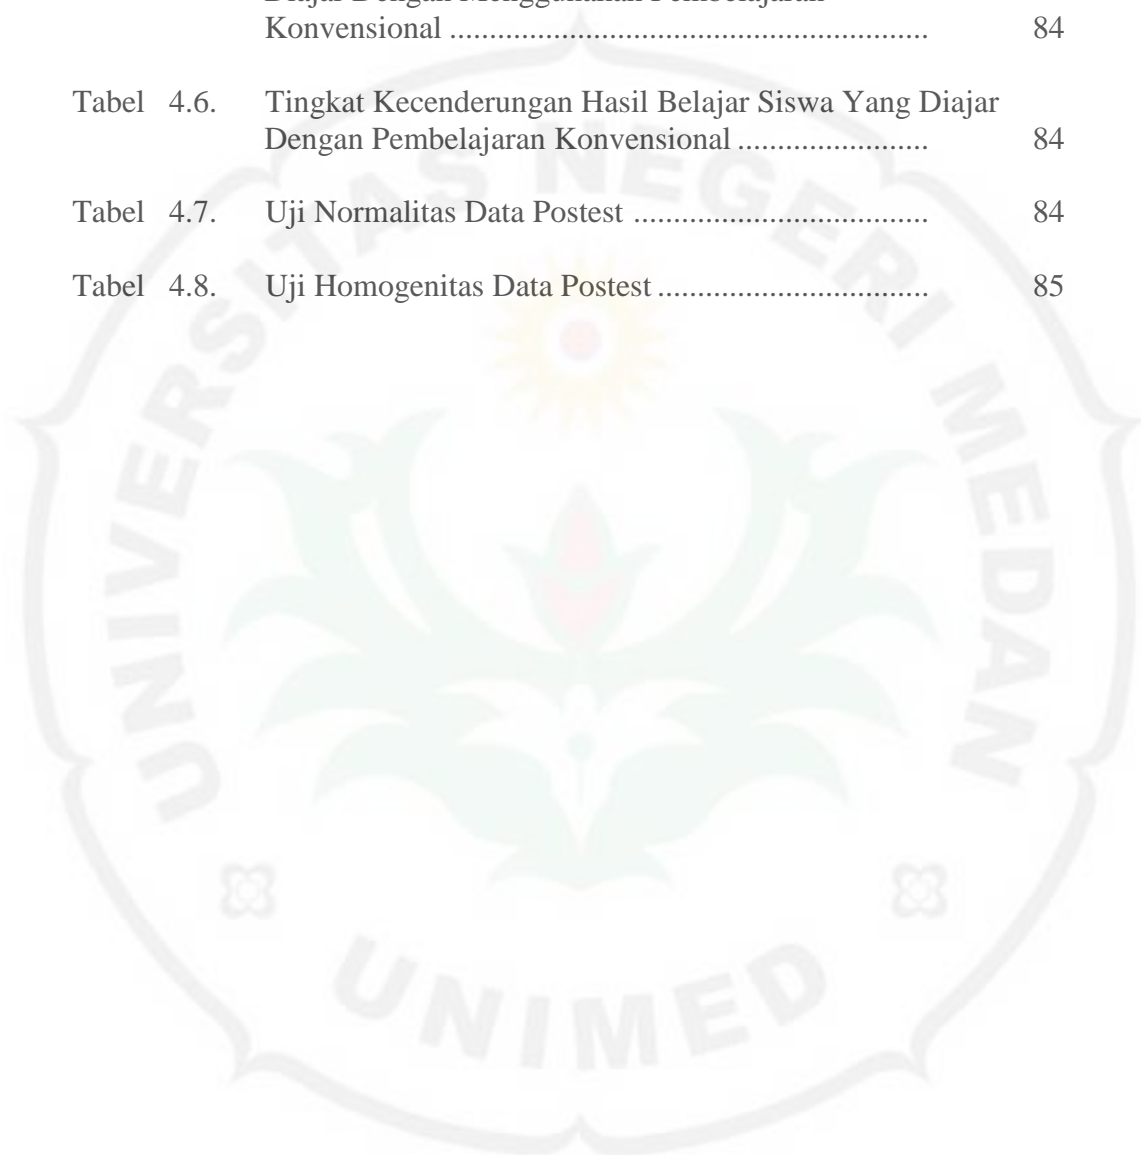 Diajar Dengan Menggunakan Pembelajaran
Konvensional ............................................................ 84
Tabel 4.6. Tingkat Kecenderungan Hasil Belajar Siswa Yang Diajar
Dengan Pembelajaran Konvensional ........................ 84
Tabel 4.7. Uji Normalitas Data Postest ..................................... 84
Tabel 4.8. Uji Homogenitas Data Postest .................................. 85
UNIVERSITAS NEGERI MEDAN
UNIMED